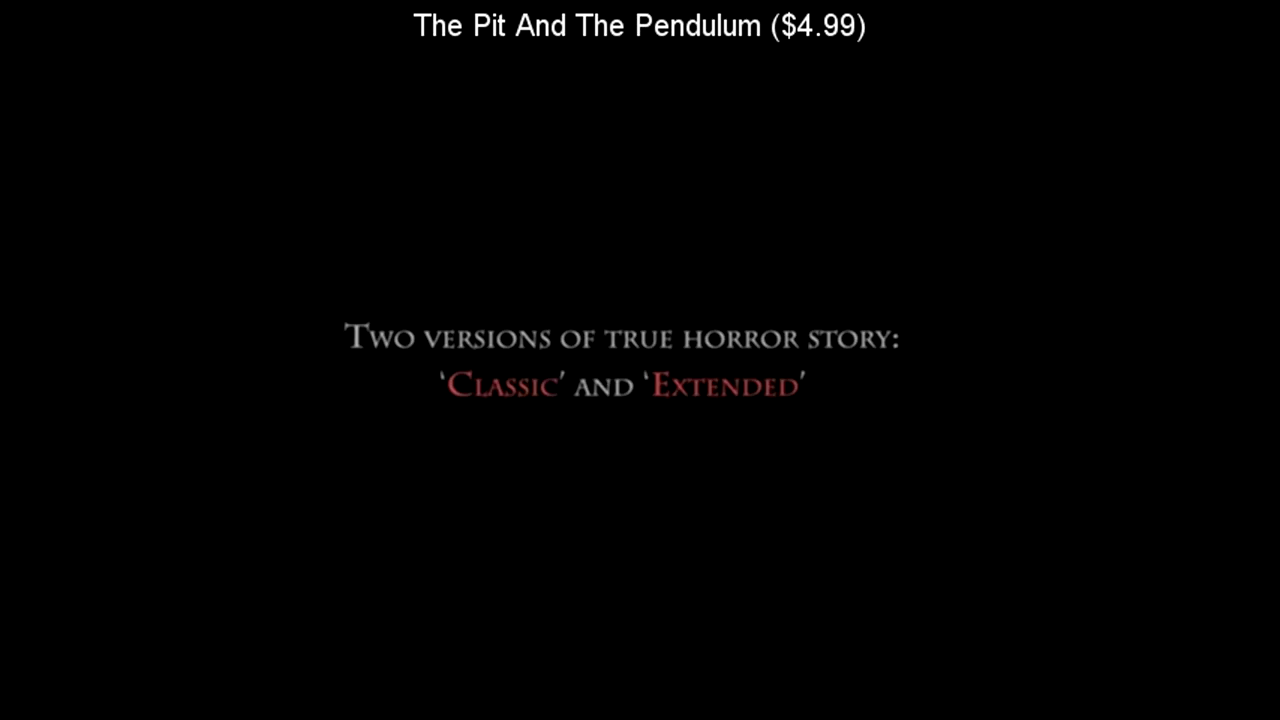 The Pit And The Pendulum ($4.99)
Two versions of true horror story:
‘Classic’ and ‘Extended’